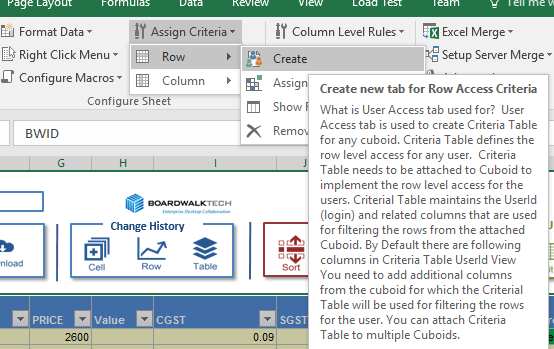 Page Layout Formulas Data Review View Load Test Team Tell me w
Format Data Assign Criteria Column Level Rules Excel Merge
Right Click Menu Row Create Setup Server Merge
Configure Macros Column Assign
Configure Sheet Show
Remov
BWID
Create new tab for Row Access Criteria
What is User Access tab used for? User
Access tab is used to create Criteria Table
for any cuboid. Criteria Table defines the
row level access for any user. Criteria
Table needs to be attached to Cuboid to
implement the row level access for the
users. Criterial Table maintains the UserId
(login) and related columns that are used
for filtering the rows from the attached
Cuboid. By Default there are following
columns in Criteria Table UserId View
You need to add additional columns
from the cuboid for which the Criterial
Table will be used for filtering the rows
for the user. You can attach Criteria
Table to multiple Cuboids.
G H I J
BOARDWALKTECH
Enterprise Desktop Collaboration
Change History
wnload Cell Row Table Sort
PRICE Value CGST SGST
2600 0.09